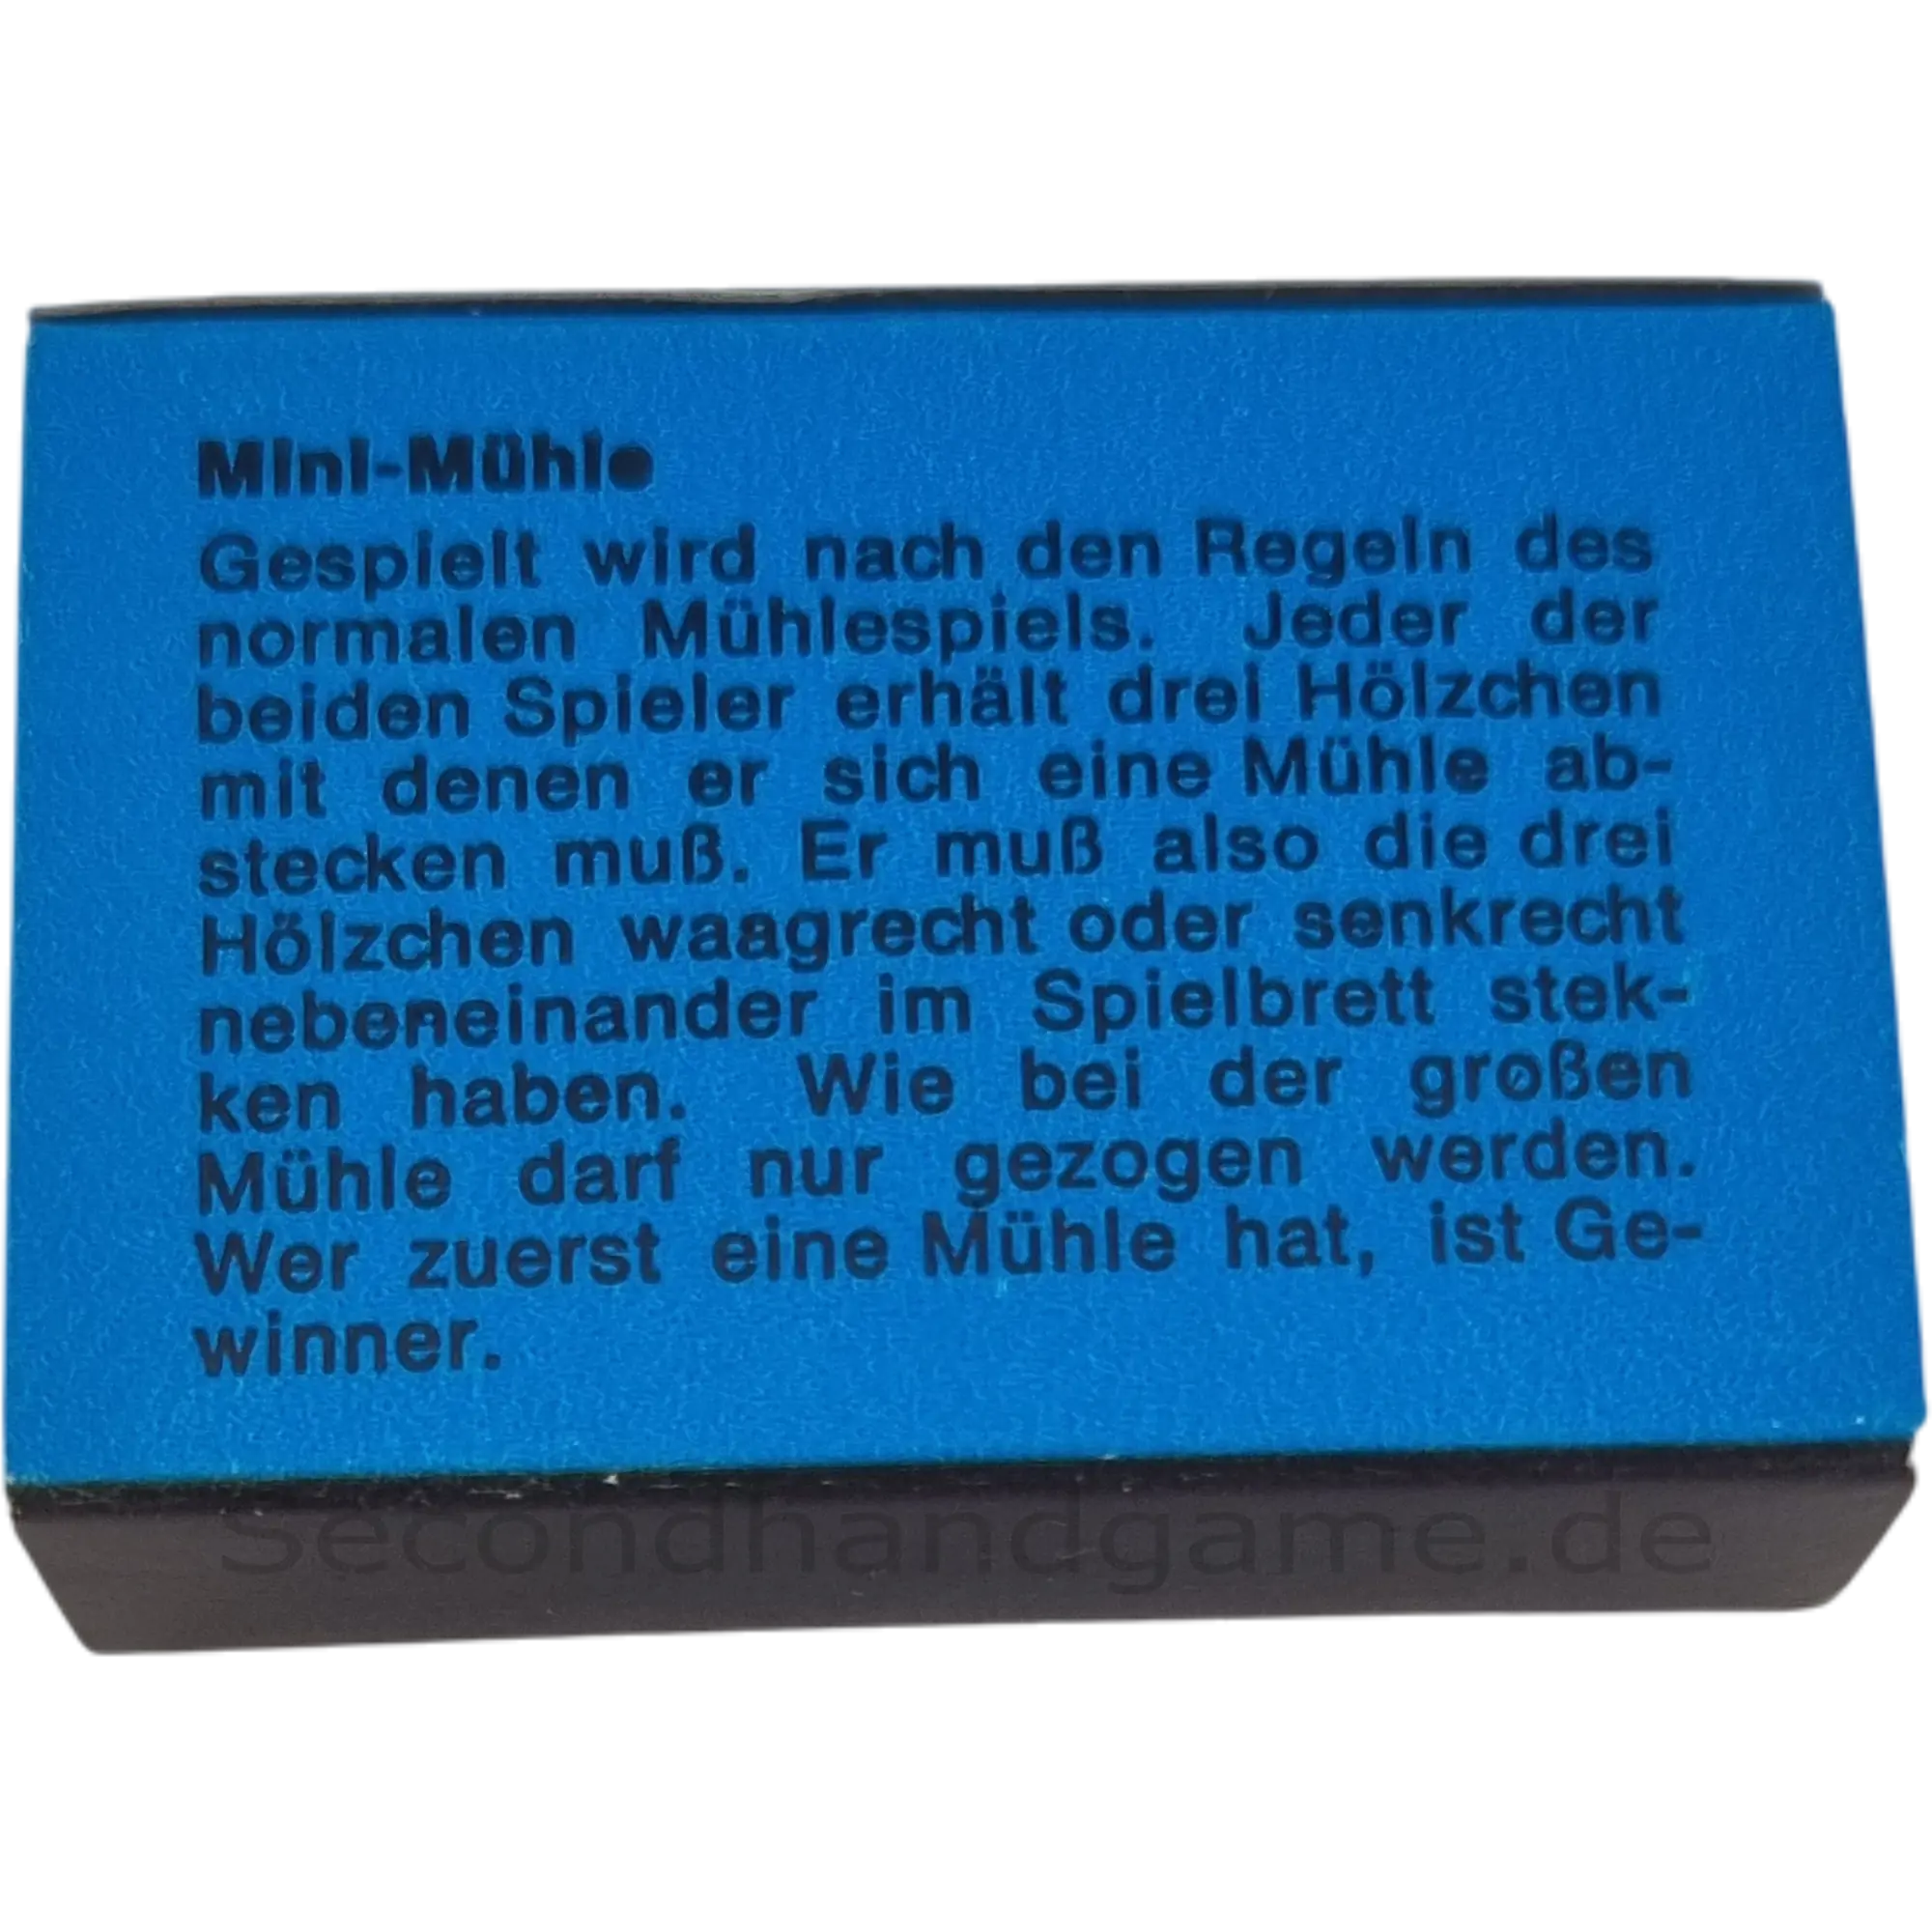 Mini-Mühle
Gespielt wird nach den Regeln des
normalen Mühlespiels. Jeder der
beiden Spieler erhält drei Hölzchen
mit denen er sich eine Mühle ab-
stecken muß. Er muß also die drei
Hölzchen waagrecht oder senkrecht
nebeneinander im Spielbrett stek-
ken haben. Wie bei der großen
Mühle darf nur gezogen werden.
Wer zuerst eine Mühle hat, ist Ge-
winner.
Secondhandgame.de